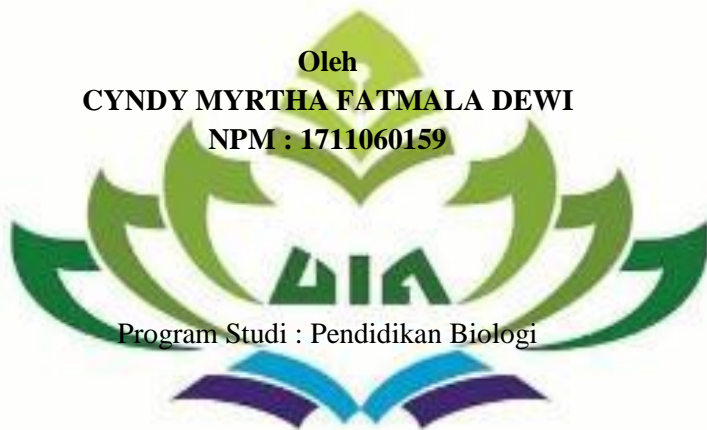 Oleh
CYNDY MYRTHA FATMALA DEWI
NPM : 1711060159
UIN
Program Studi : Pendidikan Biologi